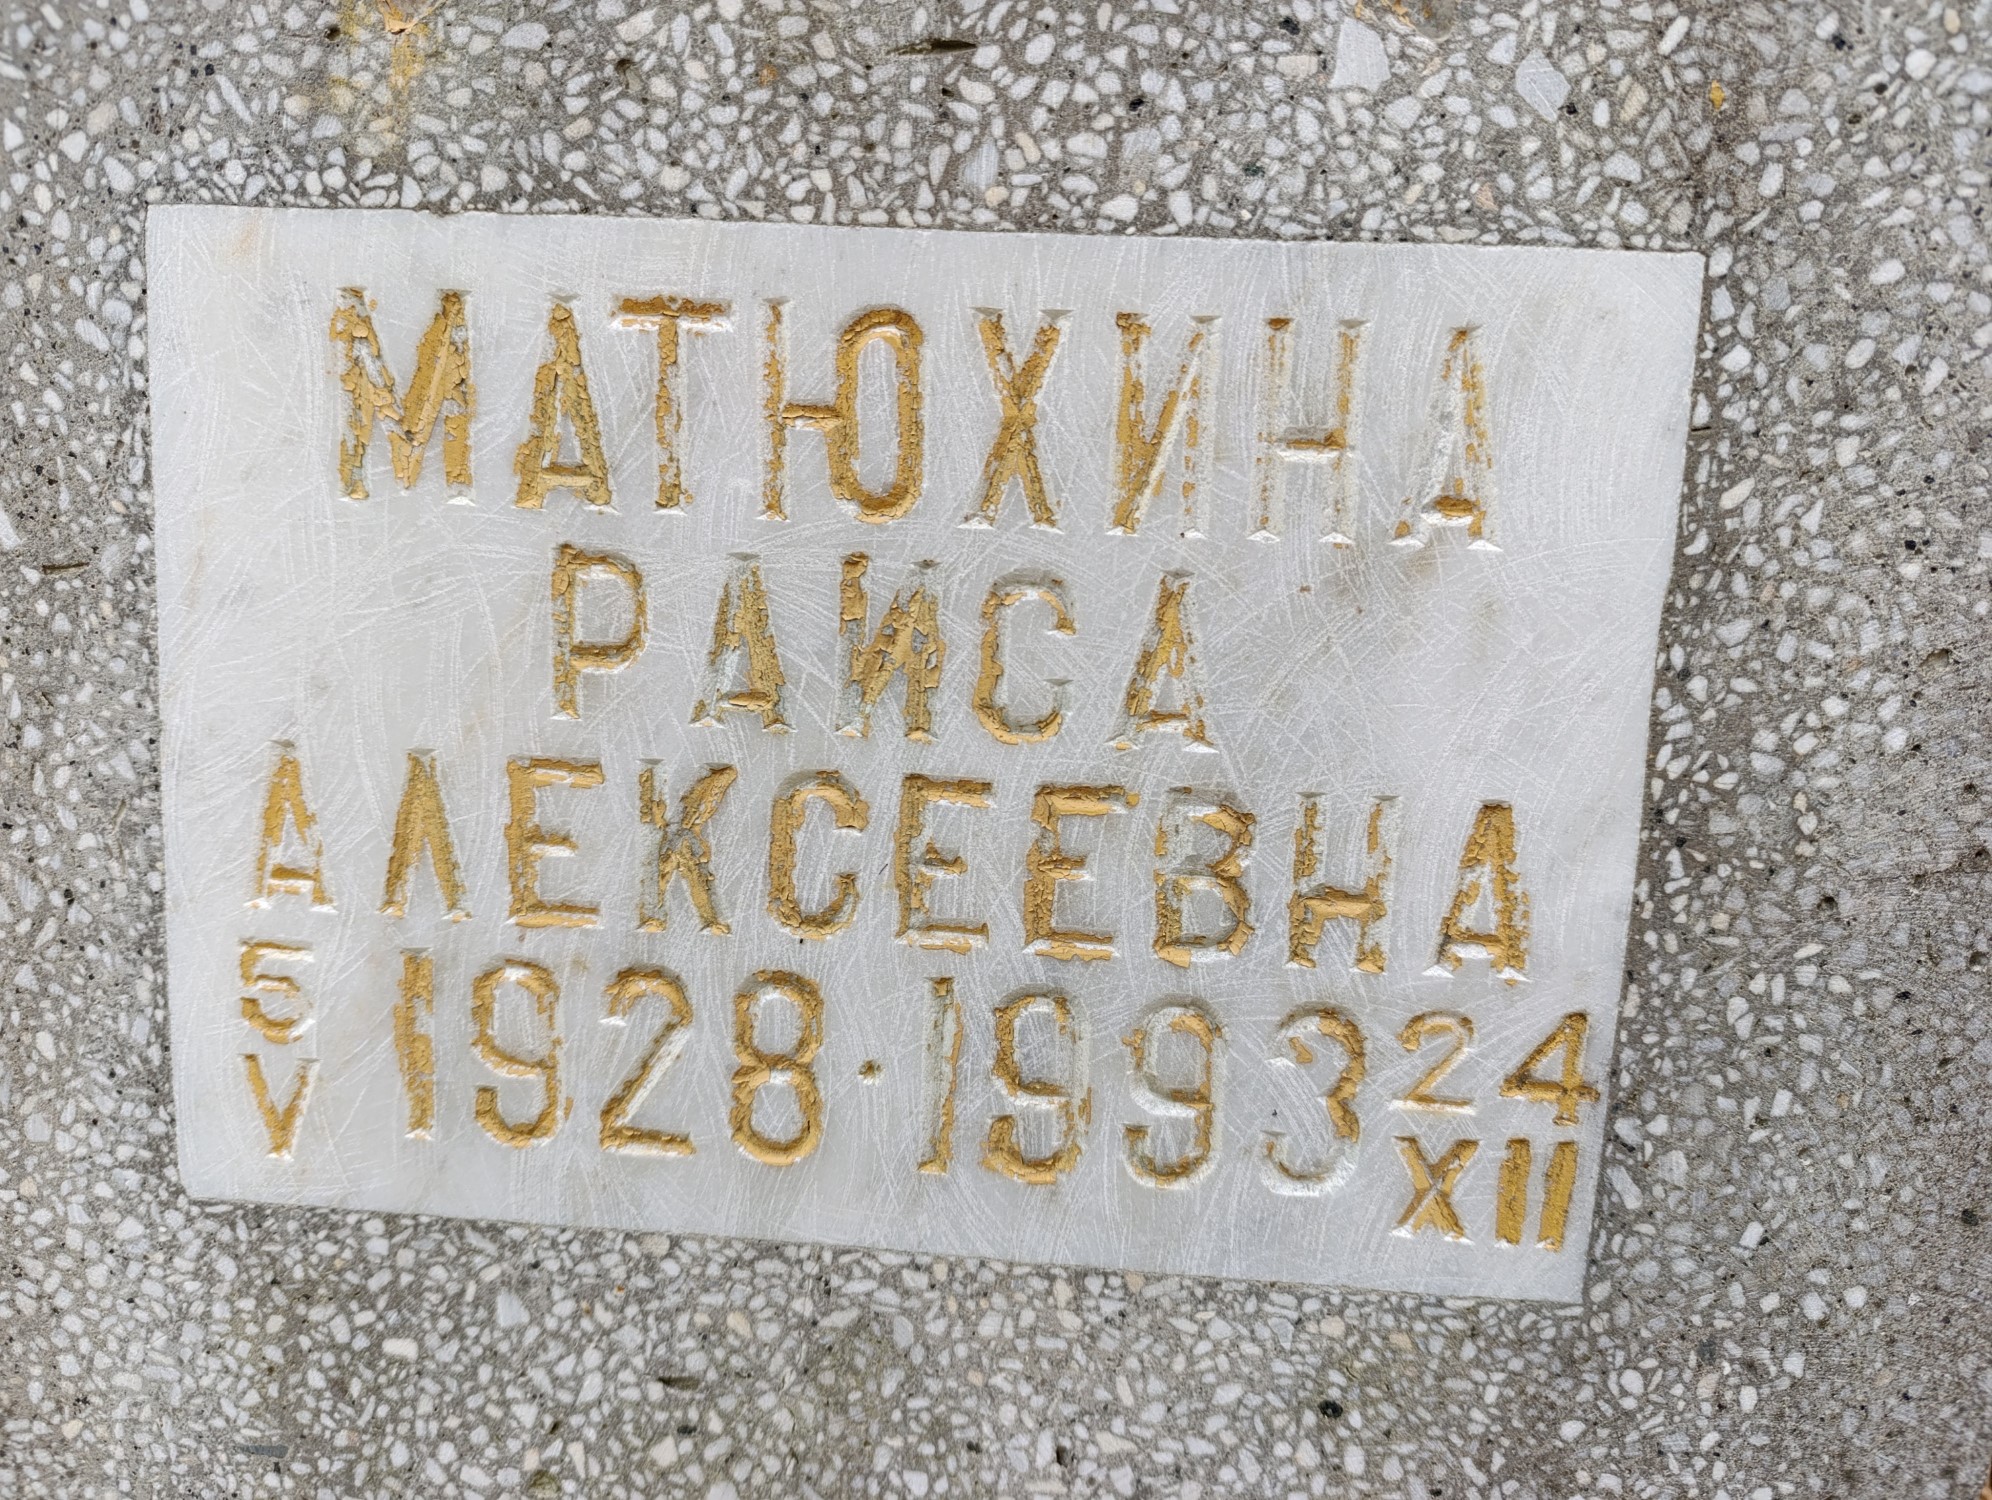 МАТЮХИНА
РАИСА
АЛЕКСЕЕВНА
5 V 1928 · 1993 24 XII